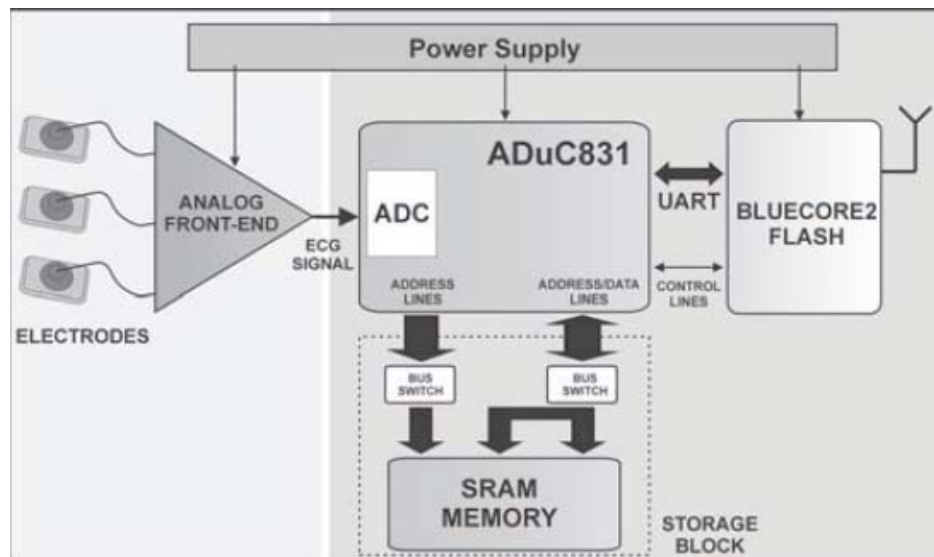 Power Supply
ADuC831
ADC
ANALOG
FRONT-END
ECG
SIGNAL
UART
BLUECORE2
FLASH
ADDRESS
LINES
ADDRESS/DATA
LINES
CONTROL
LINES
ELECTRODES
BUS
SWITCH
BUS
SWITCH
SRAM
MEMORY
STORAGE
BLOCK